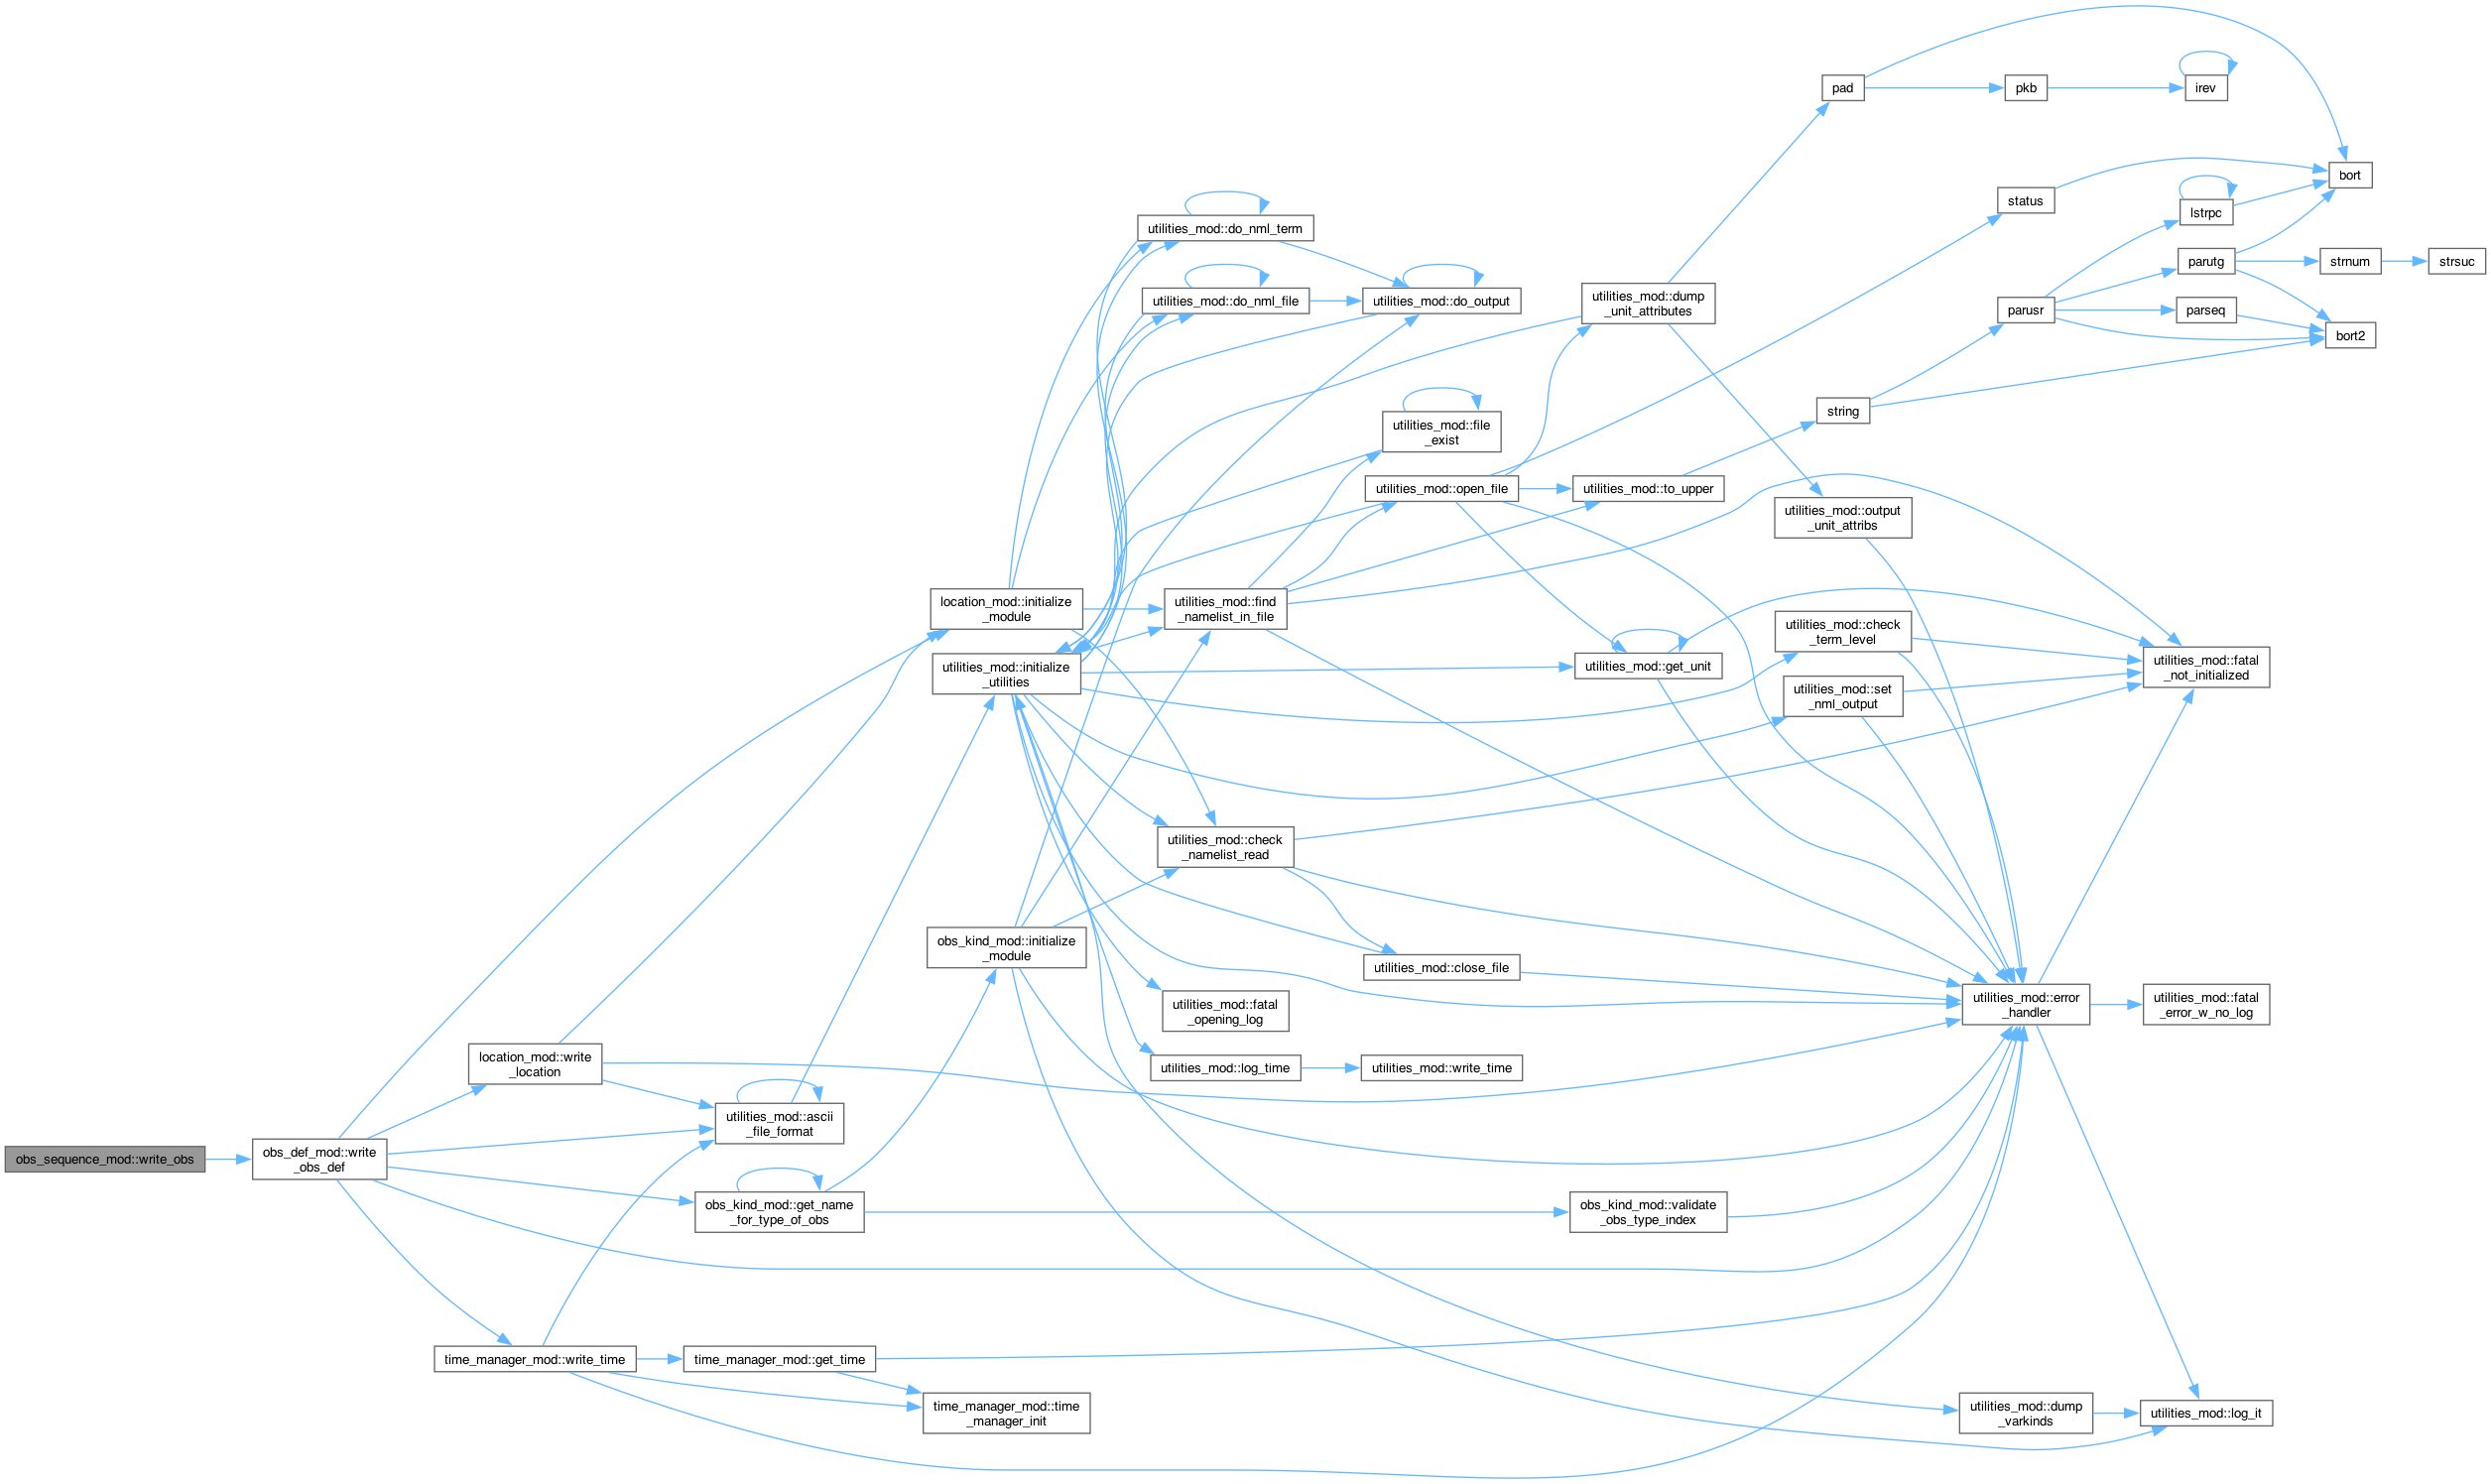 obs_sequence_mod::write_obs
obs_def_mod::write
_obs_def
location_mod::write
_location
utilities_mod::ascii
_file_format
obs_kind_mod::get_name
_for_type_of_obs
time_manager_mod::write_time
time_manager_mod::get_time
time_manager_mod::time
_manager_init
location_mod::initialize
_module
utilities_mod::initialize
_utilities
obs_kind_mod::initialize
_module
utilities_mod::do_nml_term
utilities_mod::do_nml_file
utilities_mod::find
_namelist_in_file
utilities_mod::check
_namelist_read
utilities_mod::fatal
_opening_log
utilities_mod::log_time
utilities_mod::do_output
utilities_mod::file
_exist
utilities_mod::open_file
utilities_mod::close_file
utilities_mod::write_time
utilities_mod::dump
_unit_attributes
utilities_mod::to_upper
utilities_mod::get_unit
obs_kind_mod::validate
_obs_type_index
pad
string
utilities_mod::output
_unit_attribs
utilities_mod::check
_term_level
utilities_mod::set
_nml_output
pkb
status
parusr
utilities_mod::error
_handler
utilities_mod::dump
_varkinds
irev
lstrpc
parutg
parseq
utilities_mod::fatal
_not_initialized
utilities_mod::fatal
_error_w_no_log
utilities_mod::log_it
bort
strnum
bort2
strsuc